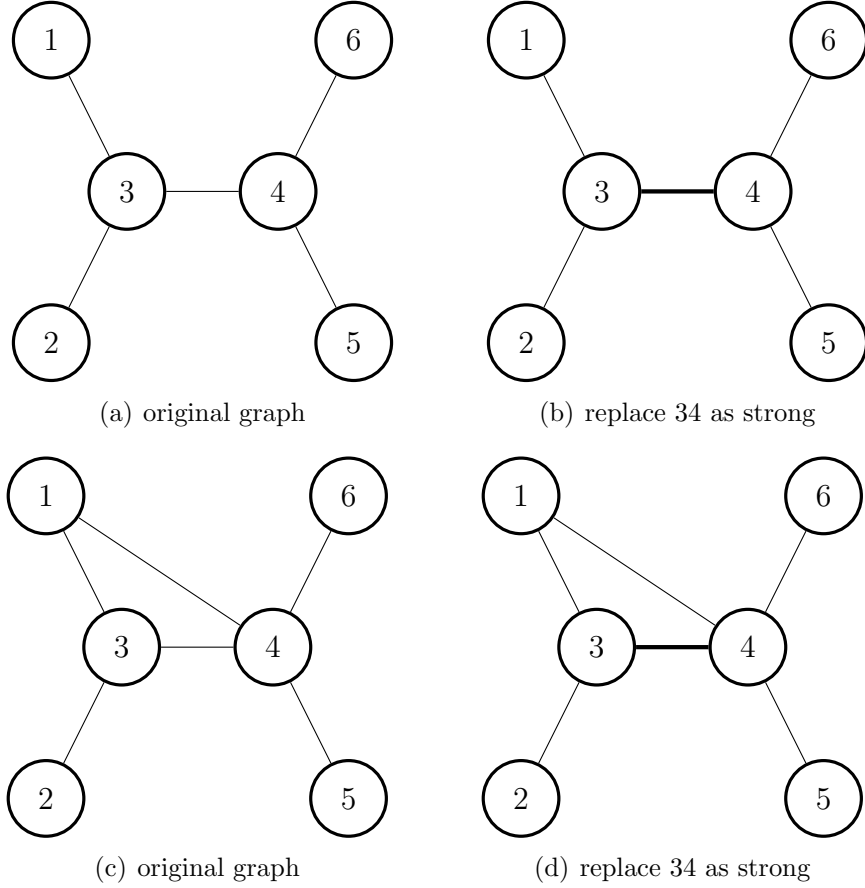 1 6 1 6
3 4 3 4
2 5 2 5
(a) original graph (b) replace 34 as strong
1 6 1 6
3 4 3 4
2 5 2 5
(c) original graph (d) replace 34 as strong